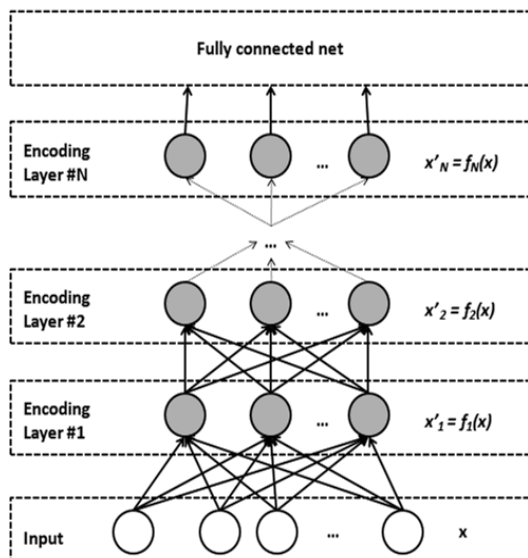 Fully connected net
Encoding
Layer #N
...
x'N = fN(x)
...
Encoding
Layer #2
...
x'2 = f2(x)
Encoding
Layer #1
...
x'1 = f1(x)
Input
...
x